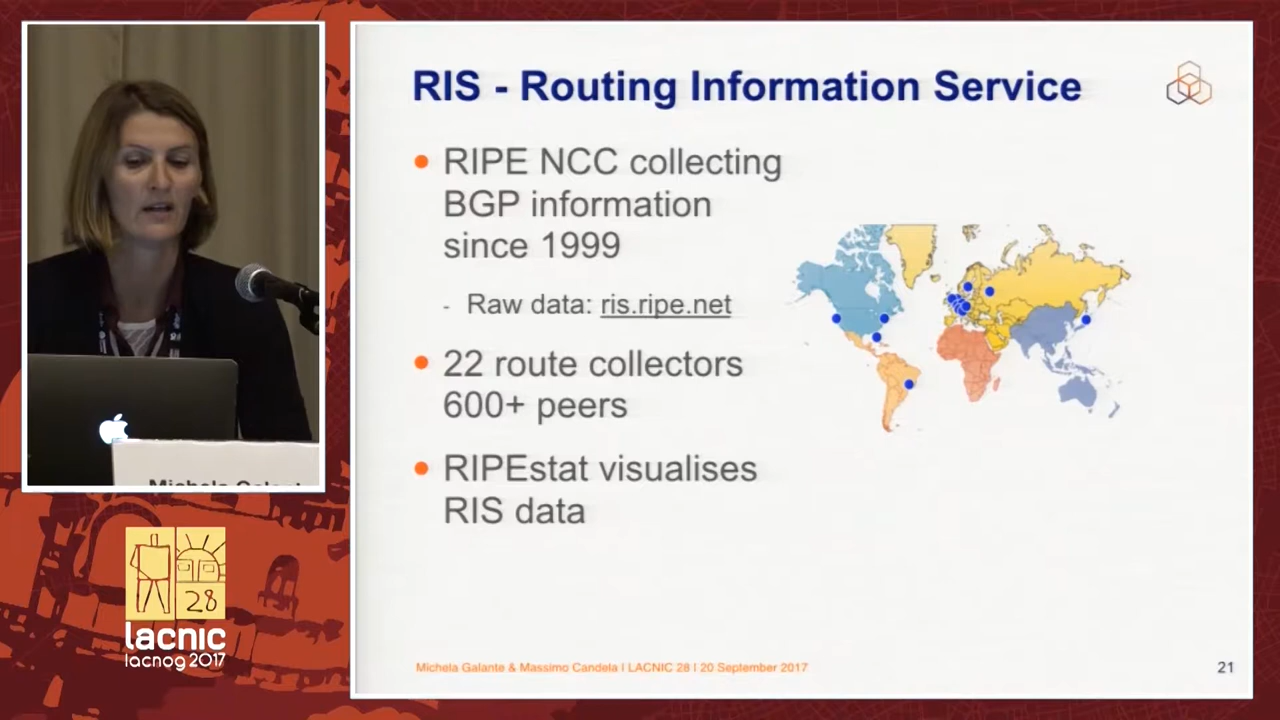 RIS - Routing Information Service
• RIPE NCC collecting
BGP information
since 1999
- Raw data: ris.ripe.net
• 22 route collectors
600+ peers
• RIPEstat visualises
RIS data
Michela Galante & Massimo Candela | LACNIC 28 | 20 September 2017
21
28
lacnic
lacnog 2017